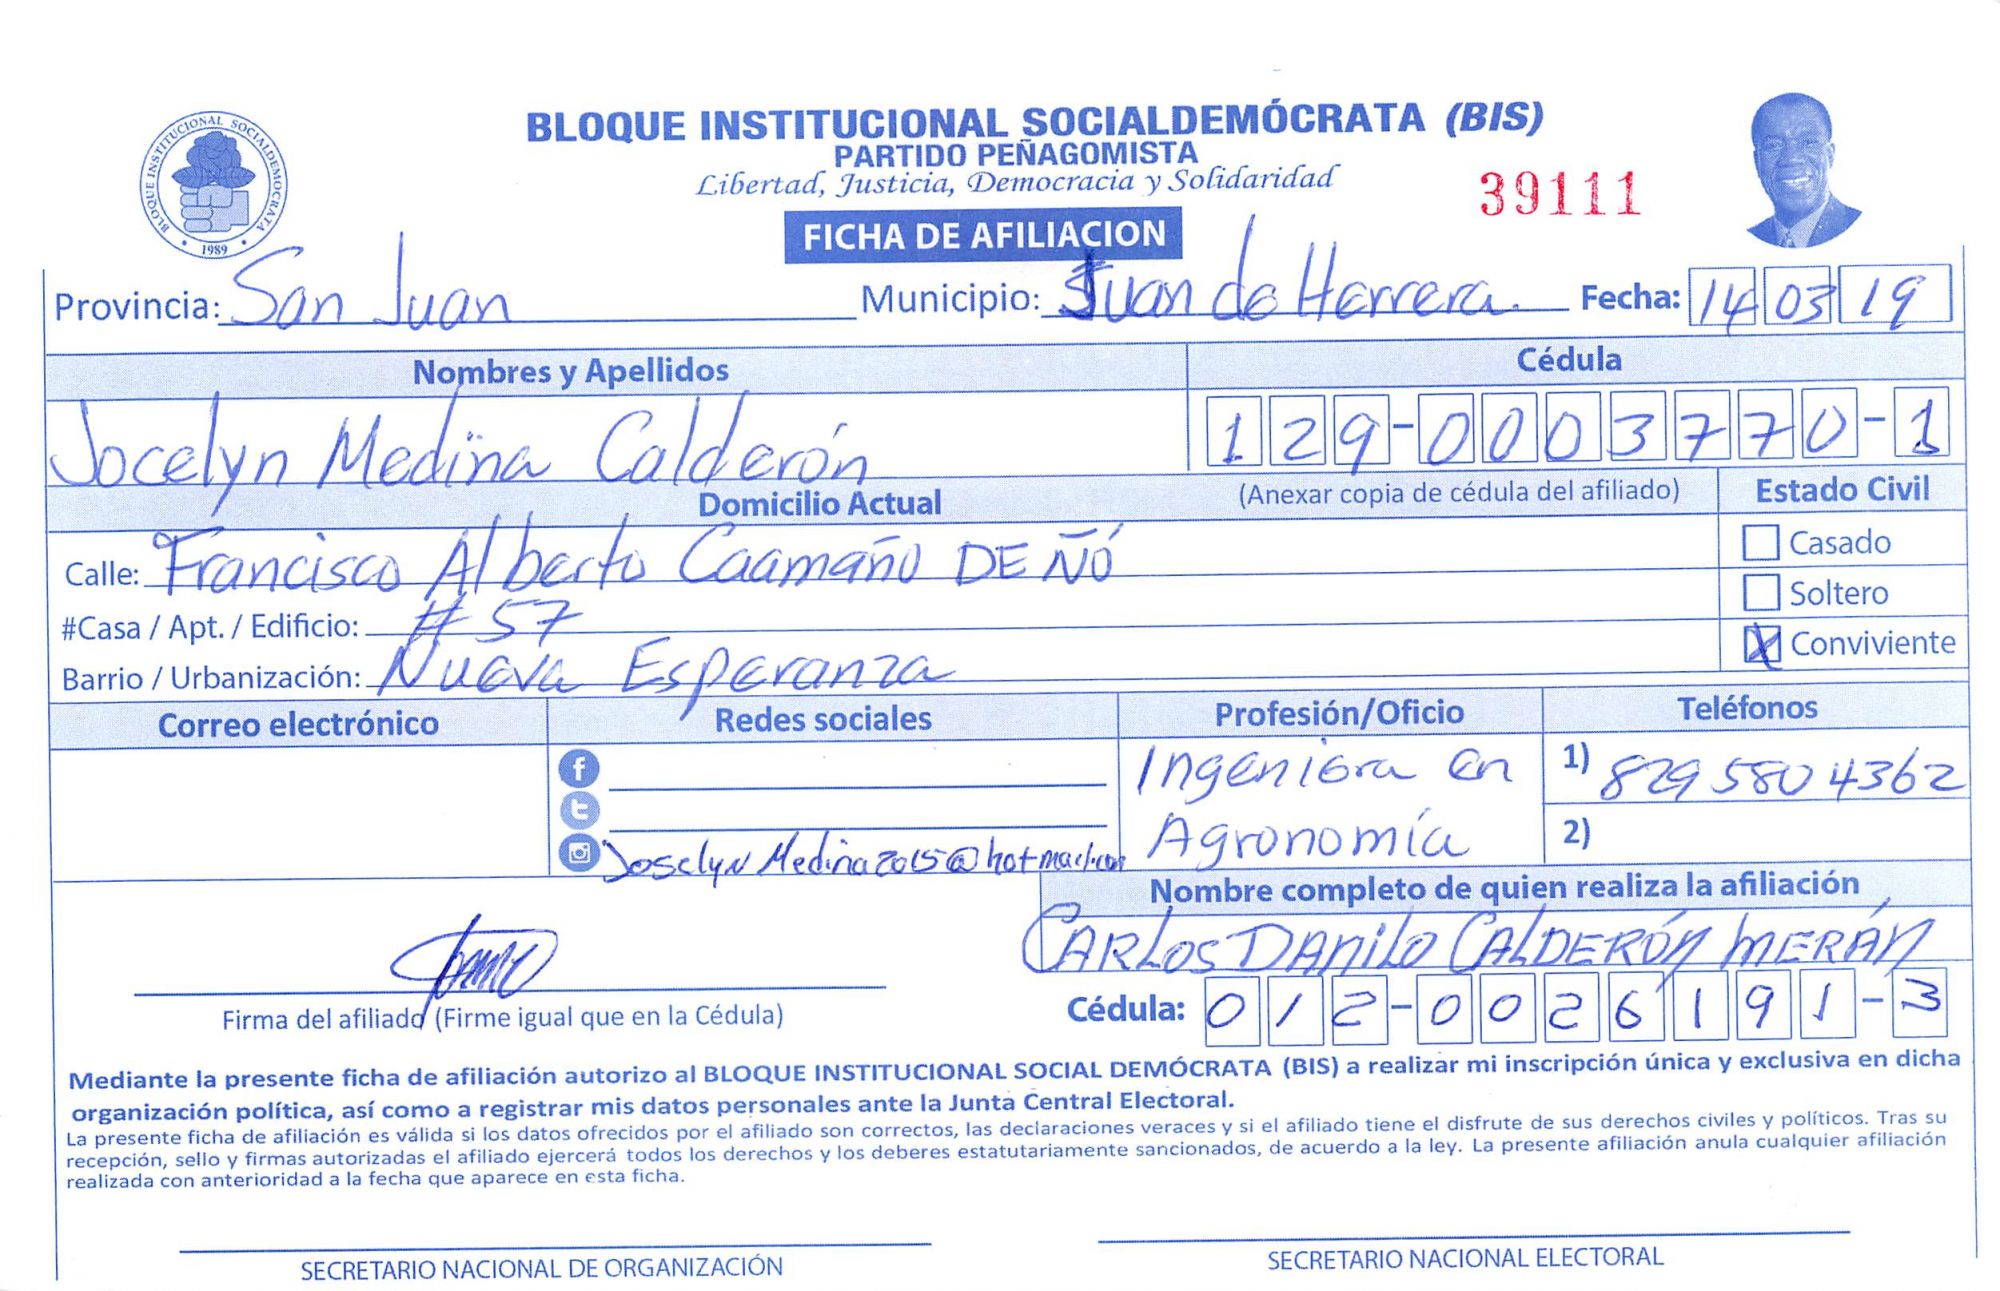 BLOQUE INSTITUCIONAL SOCIALDEMÓCRATA (BIS)
PARTIDO PEÑAGOMISTA
Libertad, Justicia, Democracia y Solidaridad
39111
BLOQUE INSTITUCIONAL SOCIALDEMOCRATA
• 1989 •
FICHA DE AFILIACION
Provincia: San Juan Municipio: Juan de Herrera. Fecha: 14 03 19
Nombres y Apellidos Cédula
Jocelyn Medina Calderón 129-0003770-1
Domicilio Actual (Anexar copia de cédula del afiliado) Estado Civil
Calle: Francisco Alberto Caamaño DE ÑÓ Casado
#Casa / Apt. / Edificio: # 57 Soltero
Barrio / Urbanización: Nueva Esperanza X Conviviente
Correo electrónico Redes sociales Profesión/Oficio Teléfonos
Ingeniera en 1) 829 580 4362
Agronomía 2)
JoselyN Medina2015@hotmail.com
Nombre completo de quien realiza la afiliación
CARLOS DANILO CALDERÓN MERÁN
Firma del afiliado (Firme igual que en la Cédula) Cédula: 012-0026191-3
Mediante la presente ficha de afiliación autorizo al BLOQUE INSTITUCIONAL SOCIAL DEMÓCRATA (BIS) a realizar mi inscripción única y exclusiva en dicha
organización política, así como a registrar mis datos personales ante la Junta Central Electoral.
La presente ficha de afiliación es válida si los datos ofrecidos por el afiliado son correctos, las declaraciones veraces y si el afiliado tiene el disfrute de sus derechos civiles y políticos. Tras su
recepción, sello y firmas autorizadas el afiliado ejercerá todos los derechos y los deberes estatutariamente sancionados, de acuerdo a la ley. La presente afiliación anula cualquier afiliación
realizada con anterioridad a la fecha que aparece en esta ficha.
SECRETARIO NACIONAL DE ORGANIZACIÓN SECRETARIO NACIONAL ELECTORAL